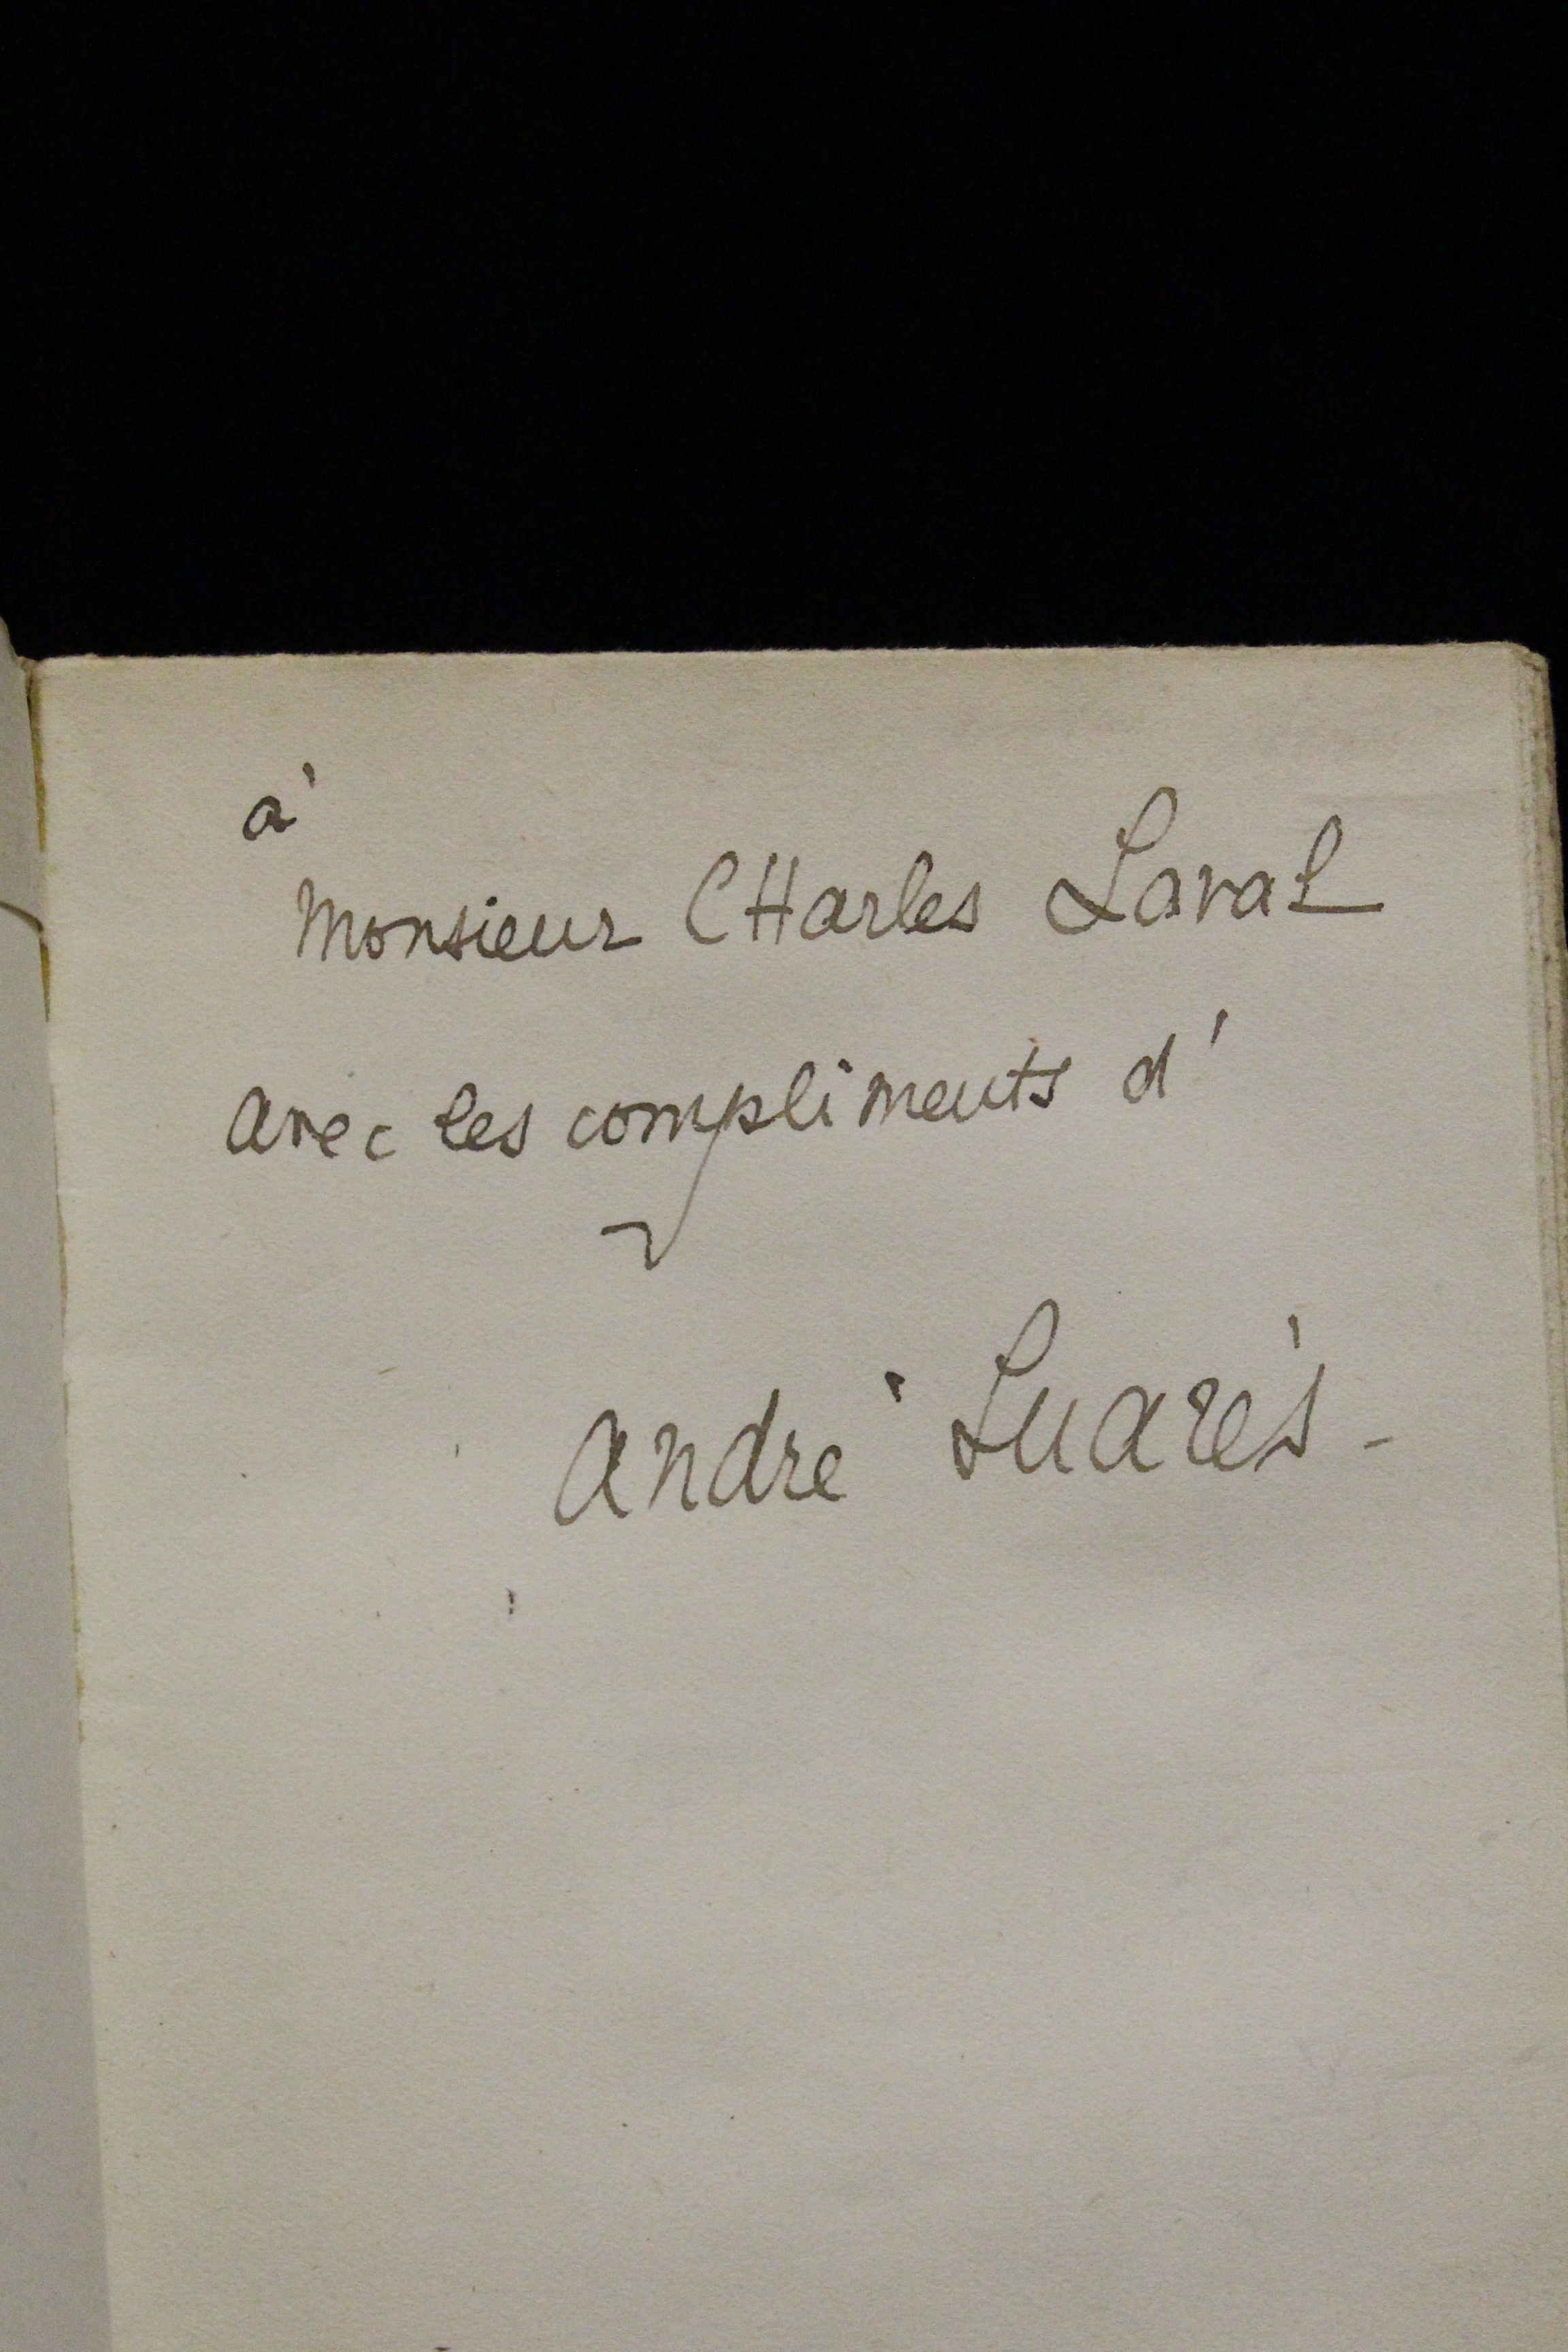 à
Monsieur CHarles Laval
avec les compliments d'
André Suarès -